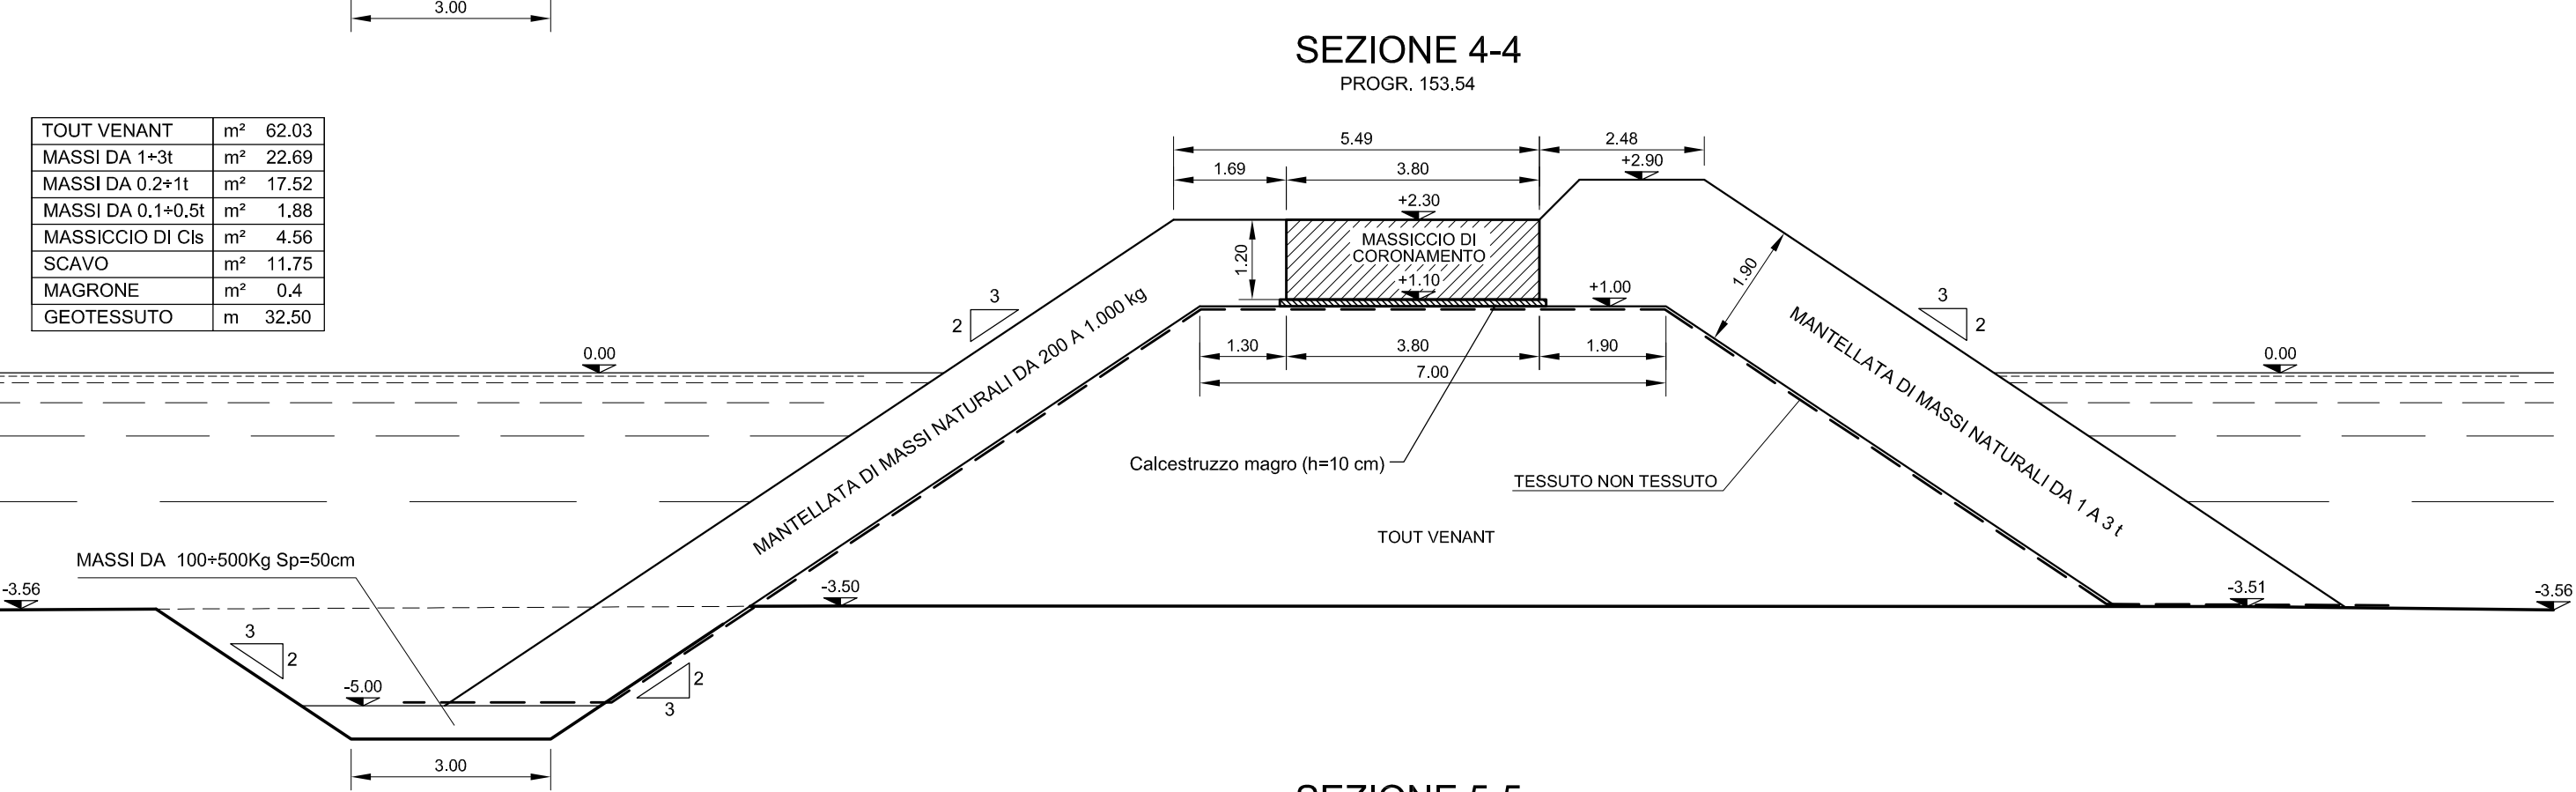 3.00
SEZIONE 4-4
PROGR. 153.54
TOUT VENANT m² 62.03
MASSI DA 1÷3t m² 22.69
MASSI DA 0.2÷1t m² 17.52
MASSI DA 0.1÷0.5t m² 1.88
MASSICCIO DI Cls m² 4.56
SCAVO m² 11.75
MAGRONE m² 0.4
GEOTESSUTO m 32.50
5.49
2.48
1.69
3.80
+2.90
+2.30
MASSICCIO DI
CORONAMENTO
1.20
+1.10
+1.00
1.90
3
2
3
2
MANTELLATA DI MASSI NATURALI DA 200 A 1.000 kg
MANTELLATA DI MASSI NATURALI DA 1 A 3 t
0.00
0.00
1.30
3.80
1.90
7.00
Calcestruzzo magro (h=10 cm)
TESSUTO NON TESSUTO
TOUT VENANT
MASSI DA 100÷500Kg Sp=50cm
-3.56
-3.50
-3.51
-3.56
3
2
-5.00
2
3
3.00
SEZIONE 5-5